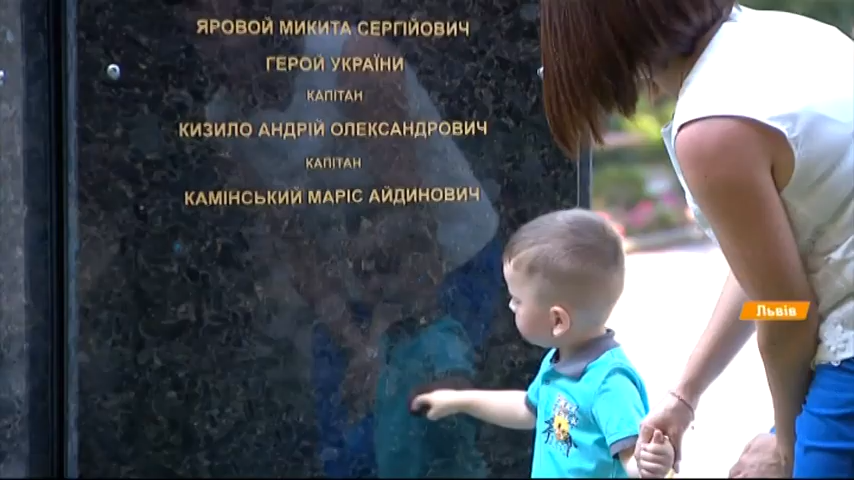 ЯРОВОЙ МИКИТА СЕРГІЙОВИЧ
ГЕРОЙ УКРАЇНИ
КАПІТАН
КИЗИЛО АНДРІЙ ОЛЕКСАНДРОВИЧ
КАПІТАН
КАМІНСЬКИЙ МАРІС АЙДИНОВИЧ
Львів